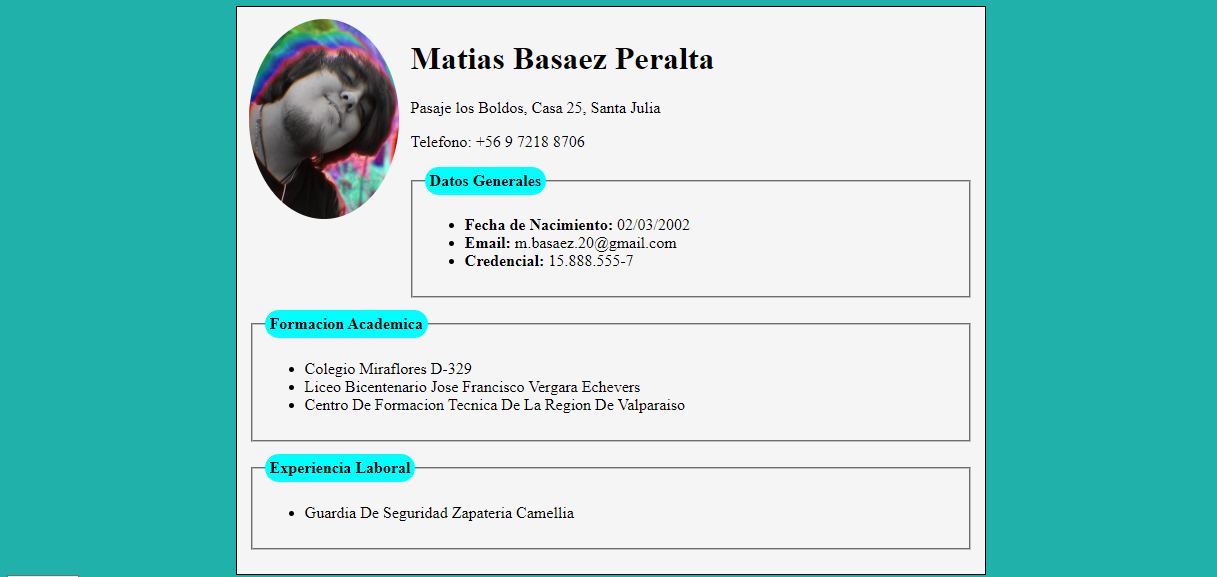 Matias Basaez Peralta
Pasaje los Boldos, Casa 25, Santa Julia
Telefono: +56 9 7218 8706
Datos Generales
Fecha de Nacimiento: 02/03/2002
Email: m.basaez.20@gmail.com
Credencial: 15.888.555-7
Formacion Academica
Colegio Miraflores D-329
Liceo Bicentenario Jose Francisco Vergara Echevers
Centro De Formacion Tecnica De La Region De Valparaiso
Experiencia Laboral
Guardia De Seguridad Zapateria Camellia